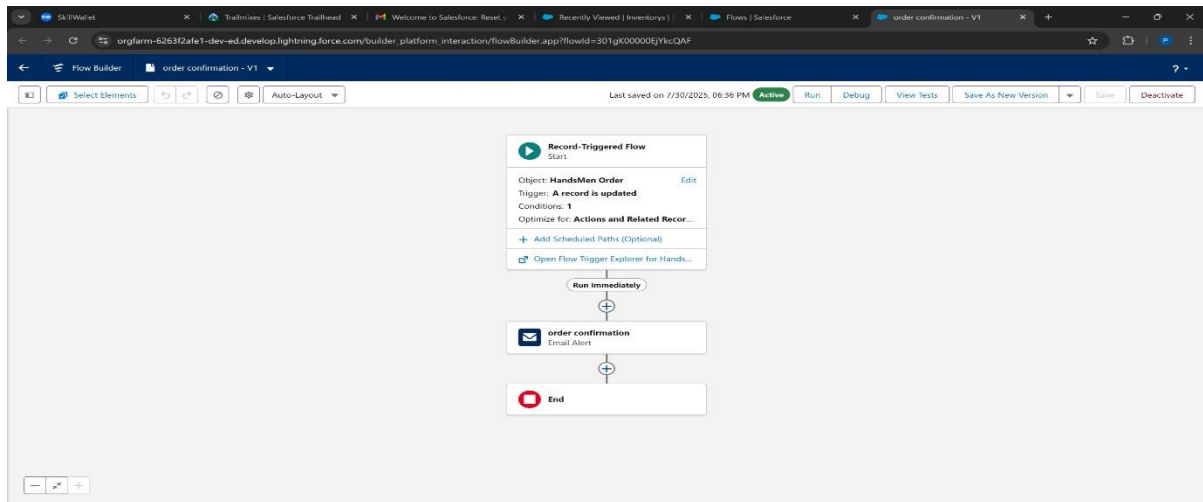 SkillWallet
Trailmixes | Salesforce Trailhead
Welcome to Salesforce: Reset y
Recently Viewed | Inventorys | S
Flows | Salesforce
order confirmation - V1
orgfarm-6263f2afe1-dev-ed.develop.lightning.force.com/builder_platform_interaction/flowBuilder.app?flowId=301gK00000EjYkcQAF
P
Flow Builder
order confirmation - V1
?
Select Elements
Auto-Layout
Last saved on 7/30/2025, 06:36 PM
Active
Run
Debug
View Tests
Save As New Version
Save
Deactivate
Record-Triggered Flow
Start
Object: HandsMen Order Edit
Trigger: A record is updated
Conditions: 1
Optimize for: Actions and Related Recor...
+ Add Scheduled Paths (Optional)
Open Flow Trigger Explorer for Hands...
Run Immediately
order confirmation
Email Alert
End